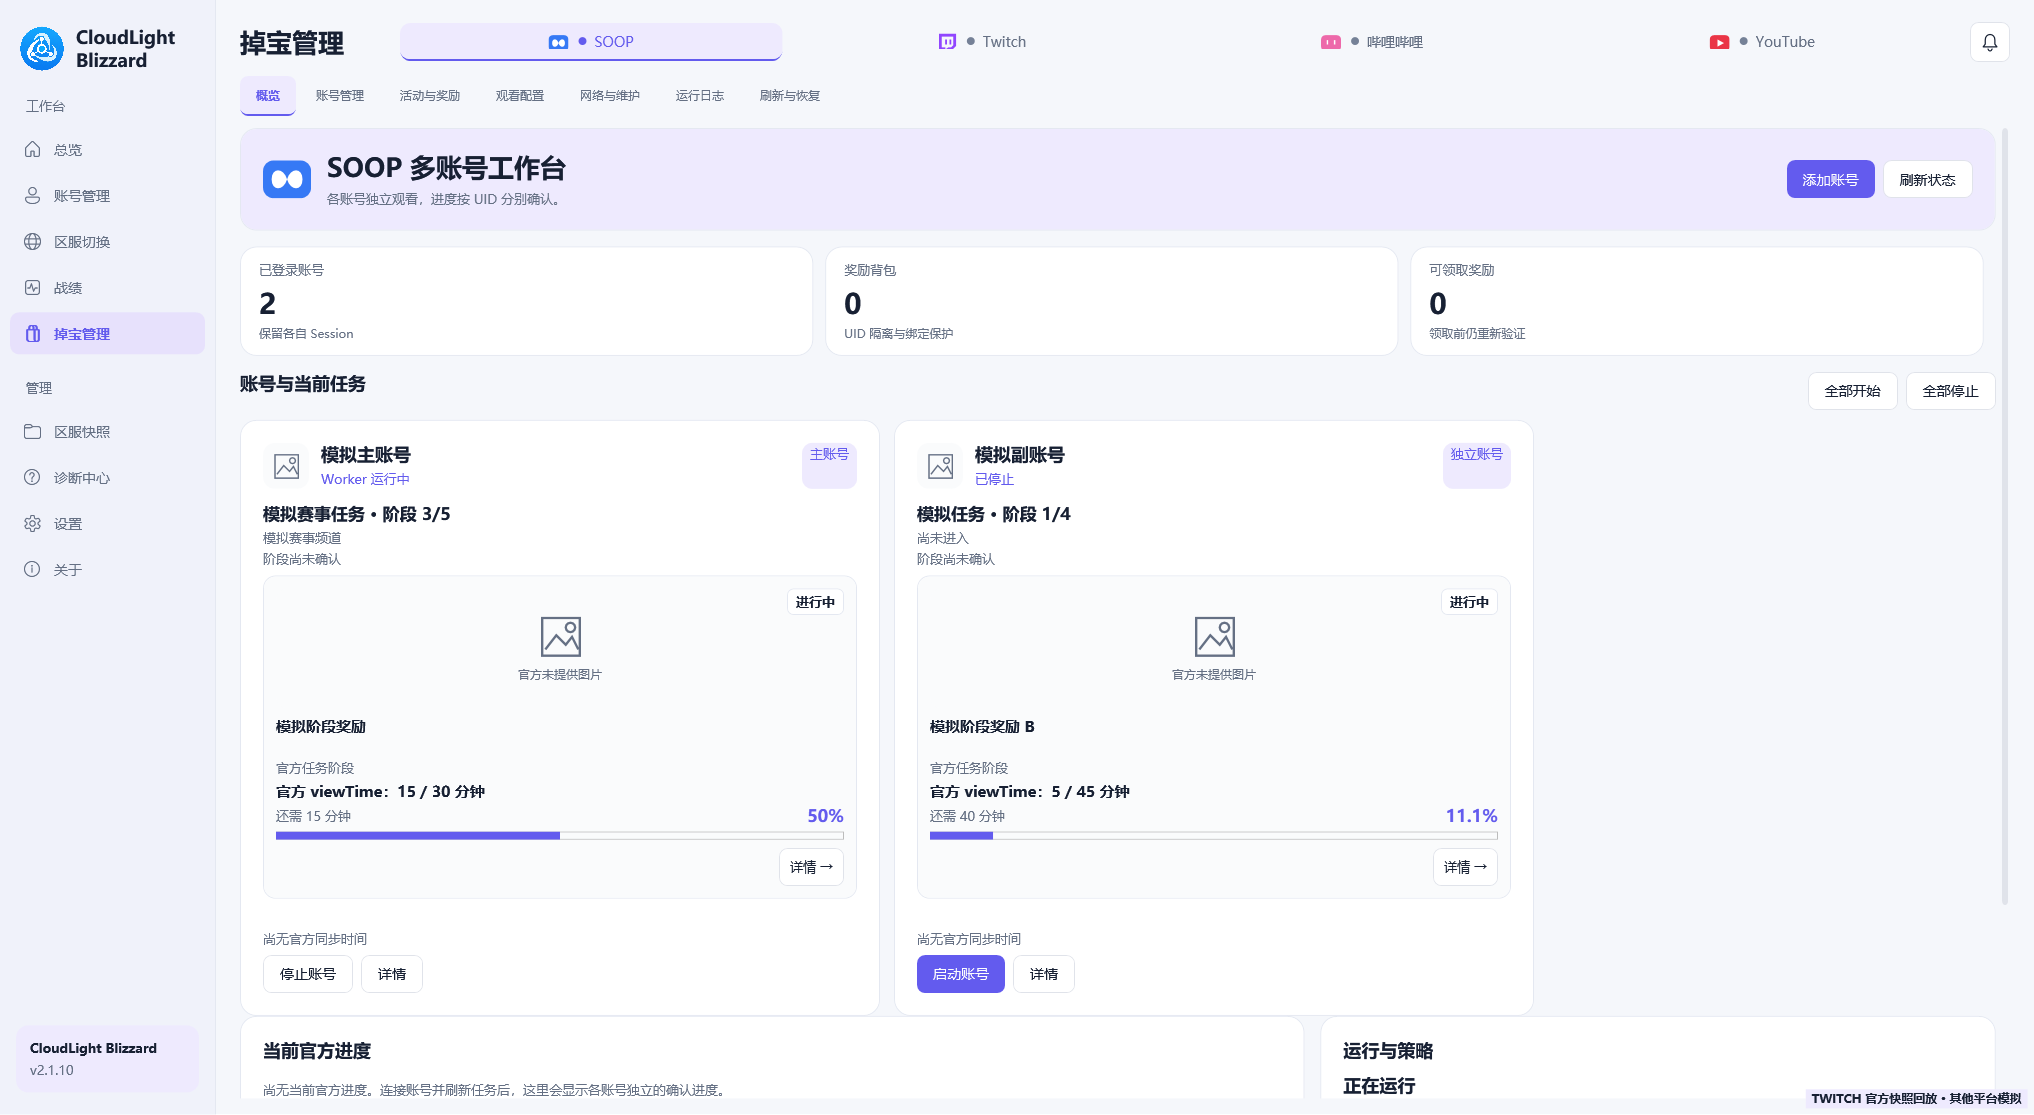 CloudLight
Blizzard
工作台
总览
账号管理
区服切换
战绩
掉宝管理
管理
区服快照
诊断中心
设置
关于
CloudLight Blizzard
v2.1.10
掉宝管理
SOOP
Twitch
哔哩哔哩
YouTube
概览
账号管理
活动与奖励
观看配置
网络与维护
运行日志
刷新与恢复
SOOP 多账号工作台
各账号独立观看，进度按 UID 分别确认。
添加账号
刷新状态
已登录账号
2
保留各自 Session
奖励背包
0
UID 隔离与绑定保护
可领取奖励
0
领取前仍重新验证
账号与当前任务
全部开始
全部停止
模拟主账号
Worker 运行中
主账号
模拟赛事任务 • 阶段 3/5
模拟赛事频道
阶段尚未确认
进行中
官方未提供图片
模拟阶段奖励
官方任务阶段
官方 viewTime：15 / 30 分钟
还需 15 分钟
50%
详情 →
尚无官方同步时间
停止账号
详情
模拟副账号
已停止
独立账号
模拟任务 • 阶段 1/4
尚未进入
阶段尚未确认
进行中
官方未提供图片
模拟阶段奖励 B
官方任务阶段
官方 viewTime：5 / 45 分钟
还需 40 分钟
11.1%
详情 →
尚无官方同步时间
启动账号
详情
当前官方进度
尚无当前官方进度。连接账号并刷新任务后，这里会显示各账号独立的确认进度。
运行与策略
正在运行
TWITCH 官方快照回放 • 其他平台模拟